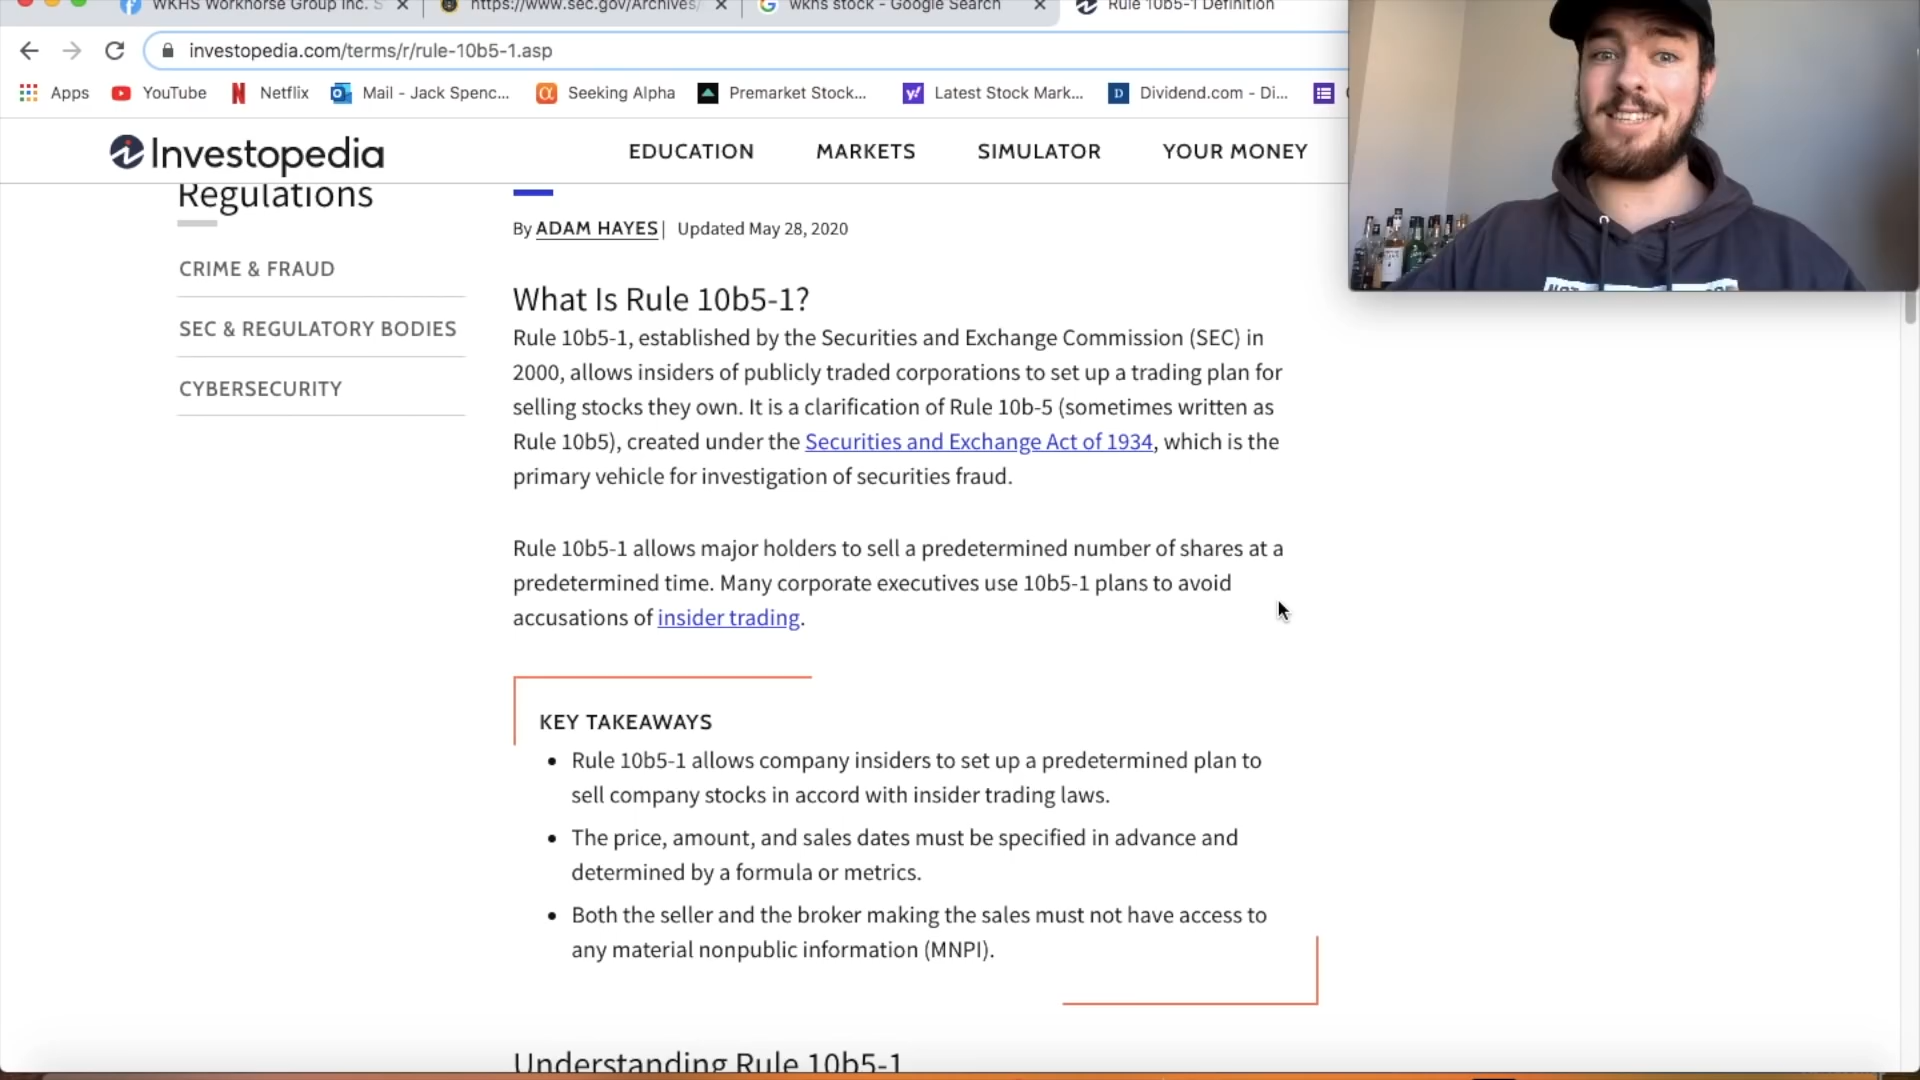 WKHS Workhorse Group Inc. S
https://www.sec.gov/Archives/
wkhs stock - Google Search
Rule 10b5-1 Definition
investopedia.com/terms/r/rule-10b5-1.asp
Apps YouTube Netflix Mail - Jack Spenc... Seeking Alpha Premarket Stock... Latest Stock Mark... D Dividend.com - Di...
Investopedia EDUCATION MARKETS SIMULATOR YOUR MONEY
Regulations
CRIME & FRAUD
SEC & REGULATORY BODIES
CYBERSECURITY
By ADAM HAYES | Updated May 28, 2020
What Is Rule 10b5-1?
Rule 10b5-1, established by the Securities and Exchange Commission (SEC) in
2000, allows insiders of publicly traded corporations to set up a trading plan for
selling stocks they own. It is a clarification of Rule 10b-5 (sometimes written as
Rule 10b5), created under the Securities and Exchange Act of 1934, which is the
primary vehicle for investigation of securities fraud.
Rule 10b5-1 allows major holders to sell a predetermined number of shares at a
predetermined time. Many corporate executives use 10b5-1 plans to avoid
accusations of insider trading.
KEY TAKEAWAYS
• Rule 10b5-1 allows company insiders to set up a predetermined plan to
sell company stocks in accord with insider trading laws.
• The price, amount, and sales dates must be specified in advance and
determined by a formula or metrics.
• Both the seller and the broker making the sales must not have access to
any material nonpublic information (MNPI).
Understanding Rule 10b5-1